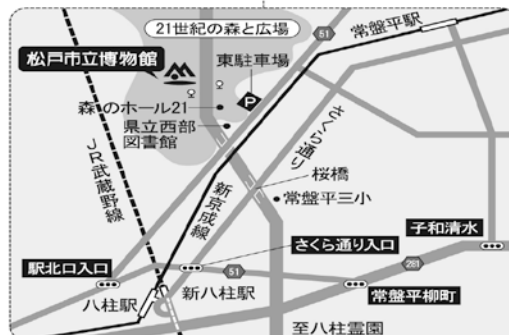 21世紀の森と広場
51
常盤平駅
松戸市立博物館
東駐車場
P
森のホール21
県立西部
図書館
さくら通り
JR武蔵野線
新京成線
桜橋
常盤平三小
子和清水
さくら通り入口
駅北口入口
51
281
八柱駅
新八柱駅
常盤平柳町
至八柱霊園